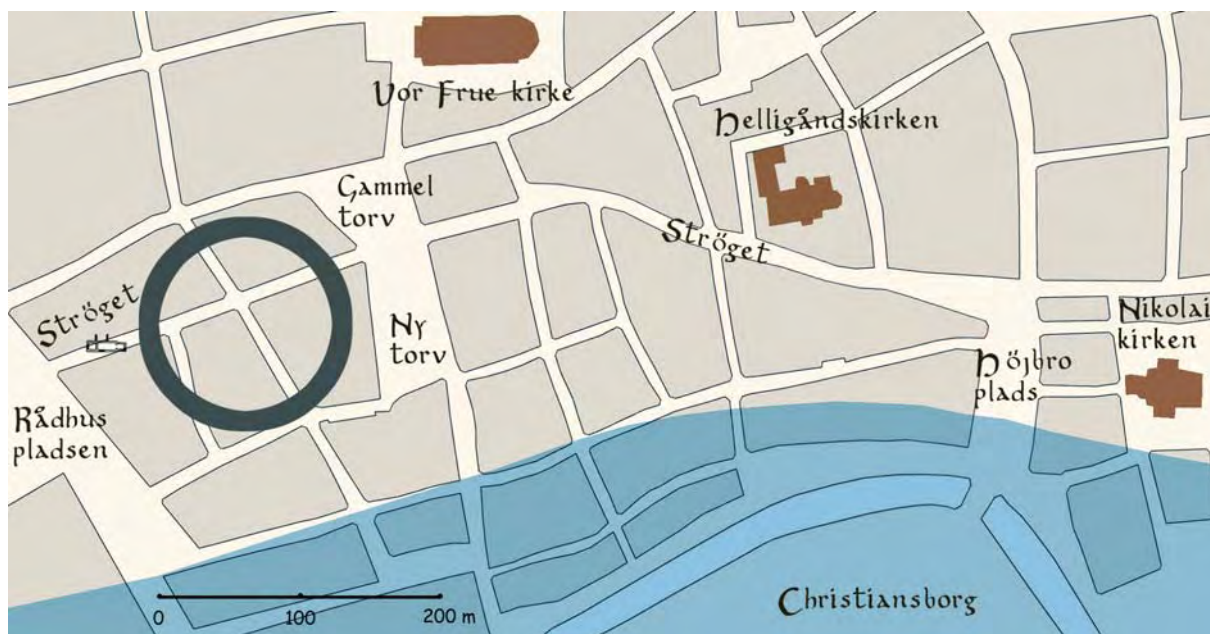 Vor Frue kirke
Helligåndskirken
Gammel
torv
Ströget
Ströget
Ny
torv
Nikolai
kirken
Höjbro
plads
Rådhus
pladsen
Christiansborg
0 100 200 m